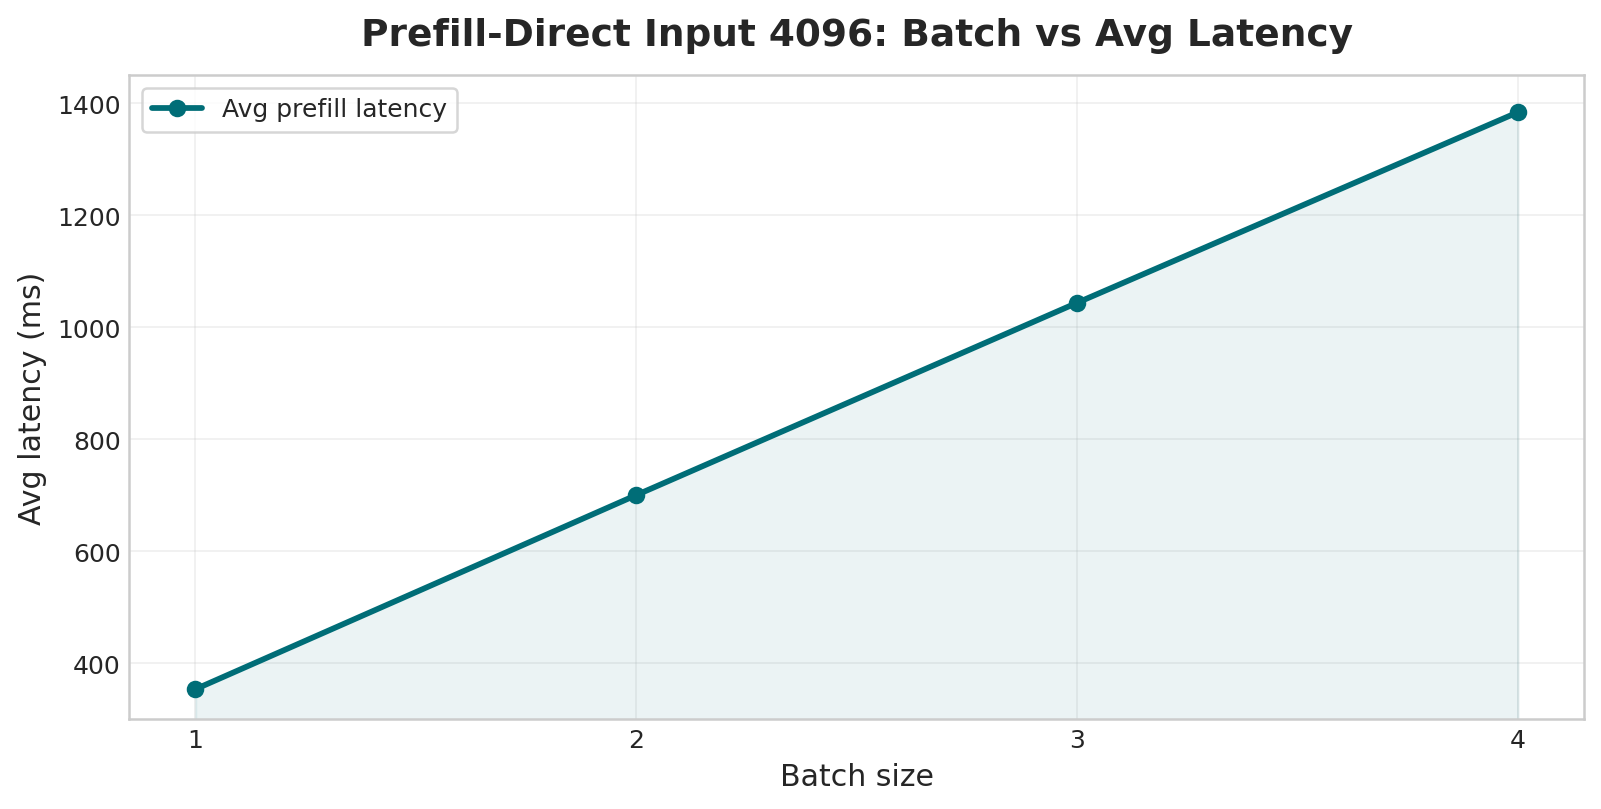 Prefill-Direct Input 4096: Batch vs Avg Latency
Avg prefill latency
Avg latency (ms)
1400
1200
1000
800
600
400
1 2 3 4
Batch size